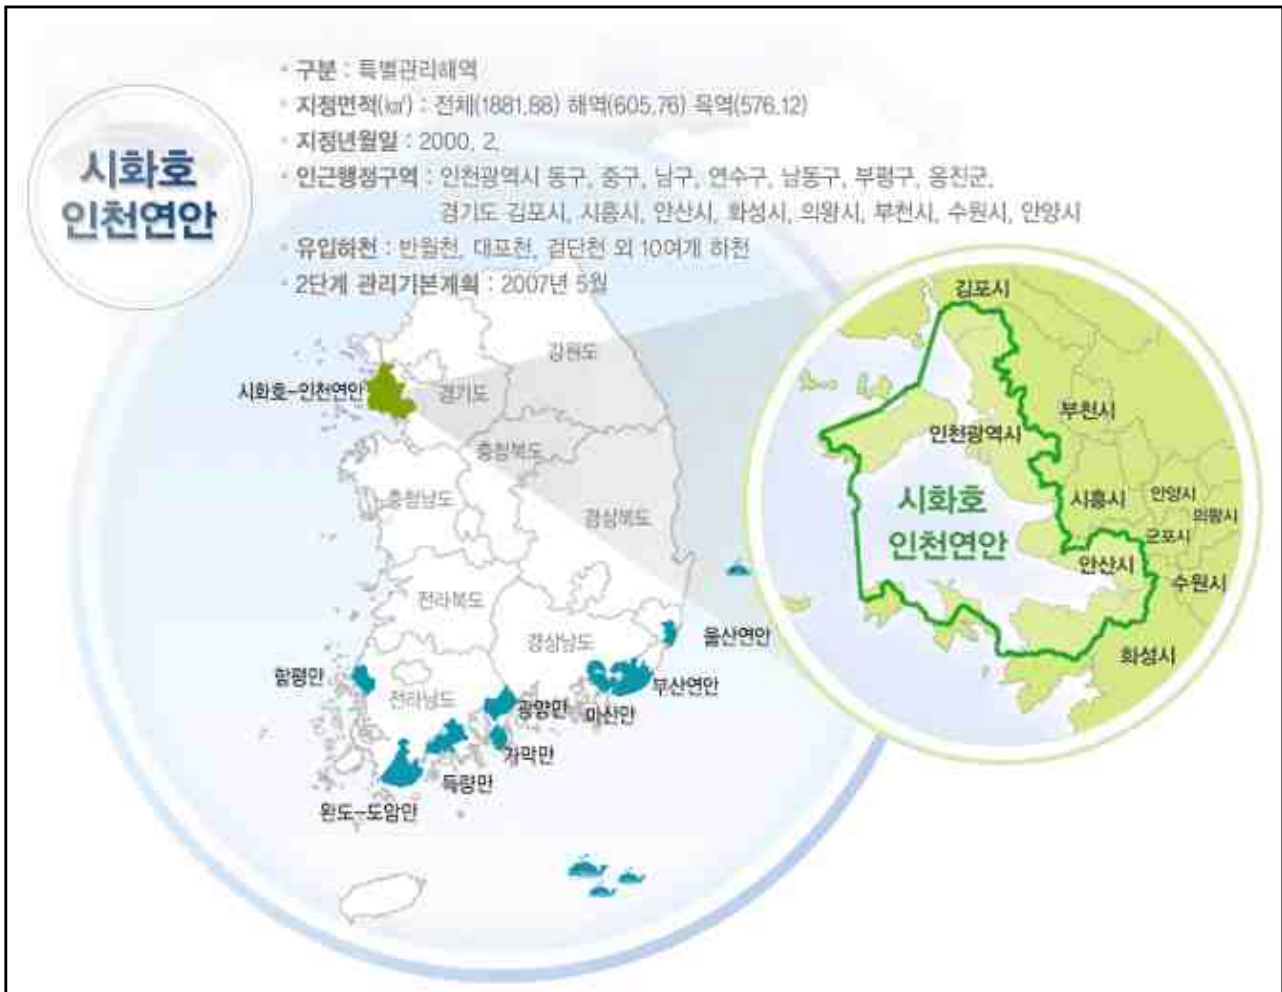 시화호
인천연안
• 구분 : 특별관리해역
• 지정면적(㎢) : 전체(1881.88) 해역(605.76) 육역(576.12)
• 지정년월일 : 2000. 2.
• 인근행정구역 : 인천광역시 동구, 중구, 남구, 연수구, 남동구, 부평구, 옹진군,
경기도 김포시, 시흥시, 안산시, 화성시, 의왕시, 부천시, 수원시, 안양시
• 유입하천 : 반월천, 대포천, 검단천 외 10여개 하천
• 2단계 관리기본계획 : 2007년 5월
강원도
시화호-인천연안
경기도
충청북도
충청남도
경상북도
전라북도
경상남도
울산연안
함평만
전라남도
부산연안
광양만
마산만
가막만
득량만
완도-도암만
김포시
부천시
인천광역시
시흥시
안양시
의왕시
시화호
인천연안
군포시
안산시
수원시
화성시